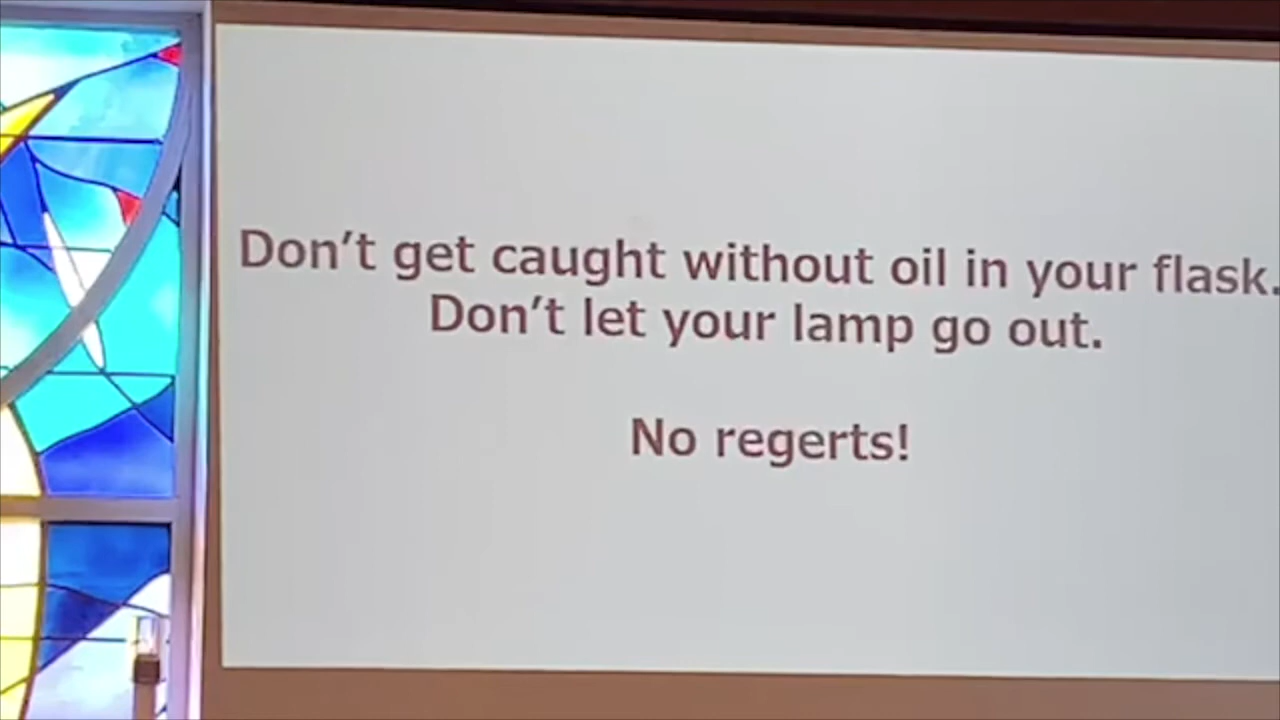 Don’t get caught without oil in your flask.
Don’t let your lamp go out.
No regerts!